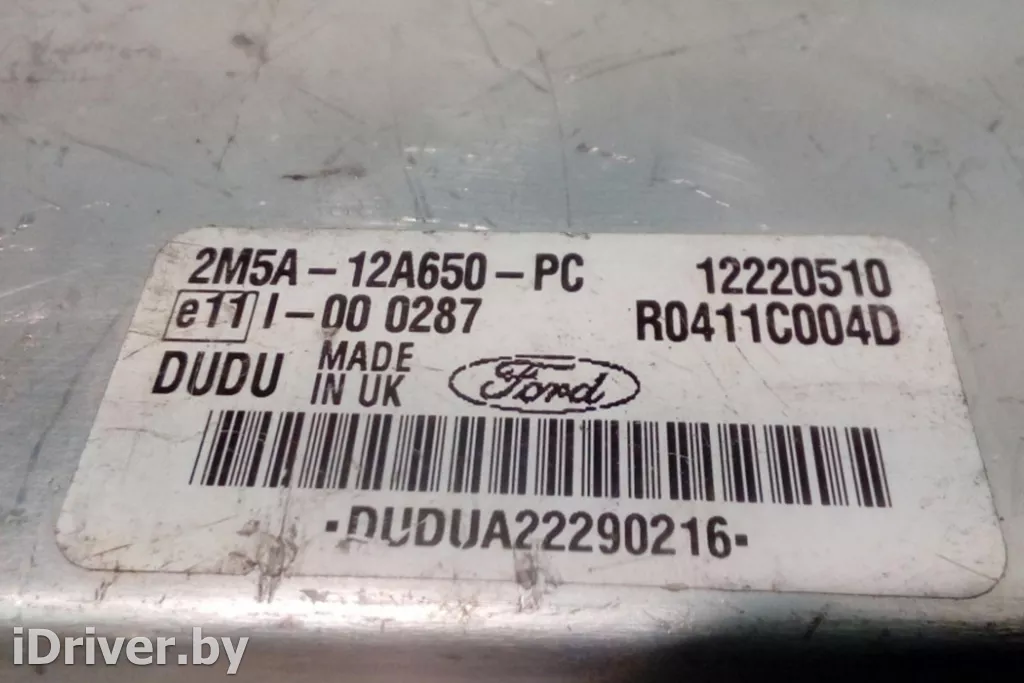 2M5A-12A650-PC 12220510
e11 I-00 0287 R0411C004D
DUDU MADE IN UK Ford
-DUDUA22290216-
iDriver.by